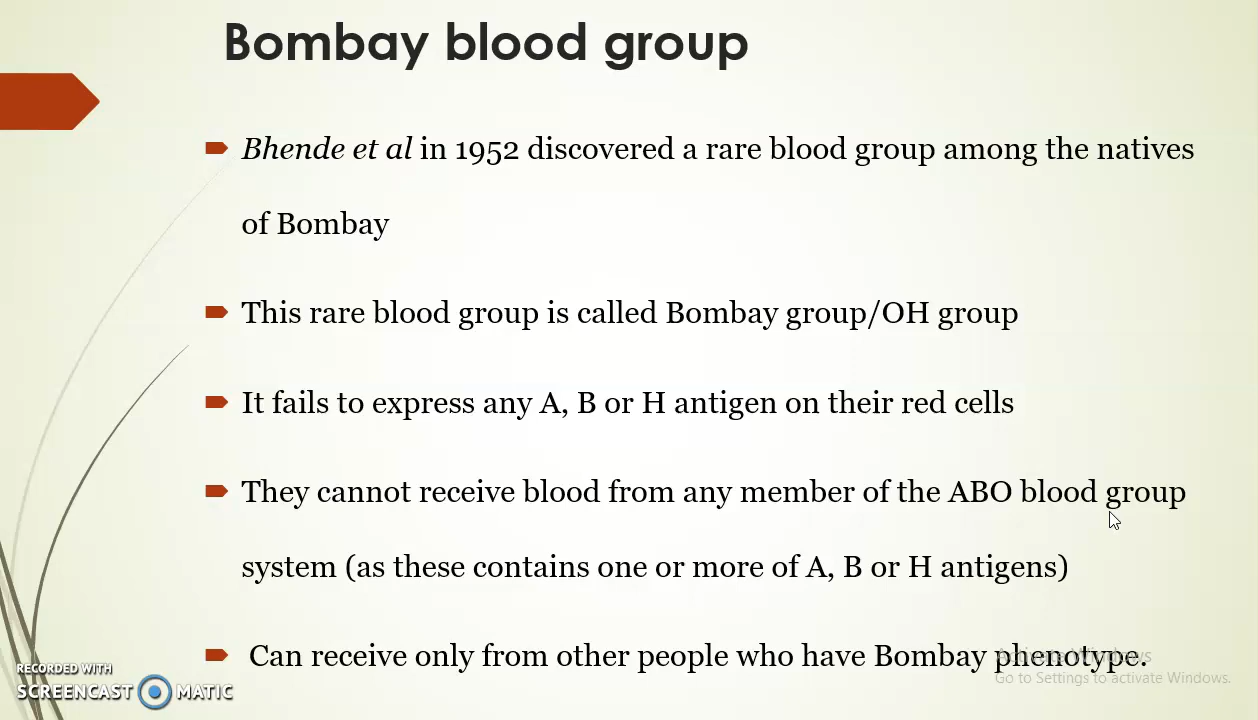 Bombay blood group
Bhende et al in 1952 discovered a rare blood group among the natives
of Bombay
This rare blood group is called Bombay group/OH group
It fails to express any A, B or H antigen on their red cells
They cannot receive blood from any member of the ABO blood group
system (as these contains one or more of A, B or H antigens)
Can receive only from other people who have Bombay phenotype.
Activate Windows
Go to Settings to activate Windows.
RECORDED WITH
SCREENCAST MATIC